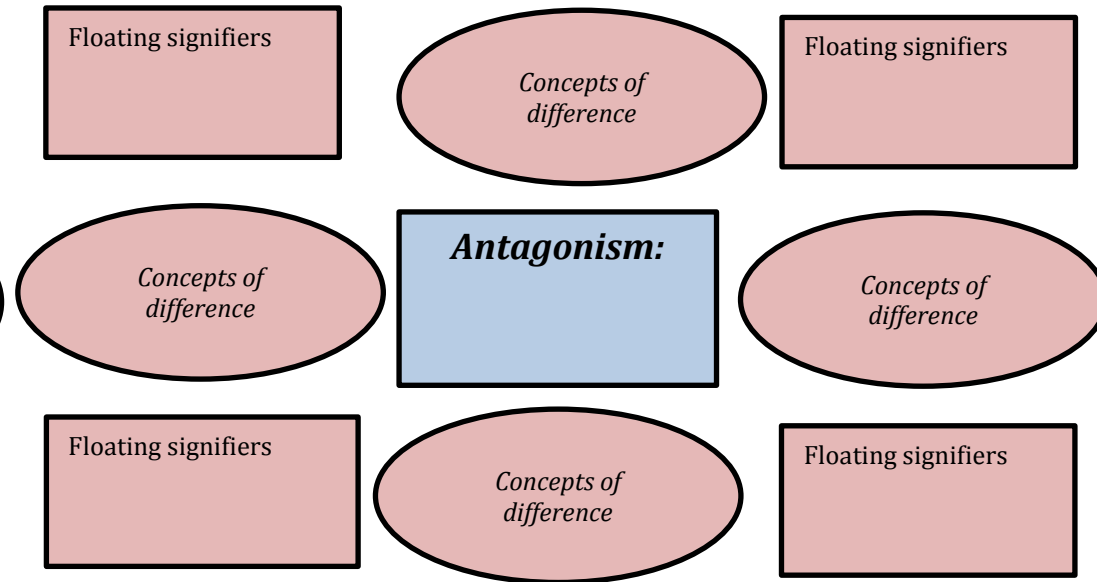 Floating signifiers
Concepts of
difference
Floating signifiers
Concepts of
difference
Antagonism:
Concepts of
difference
Floating signifiers
Concepts of
difference
Floating signifiers